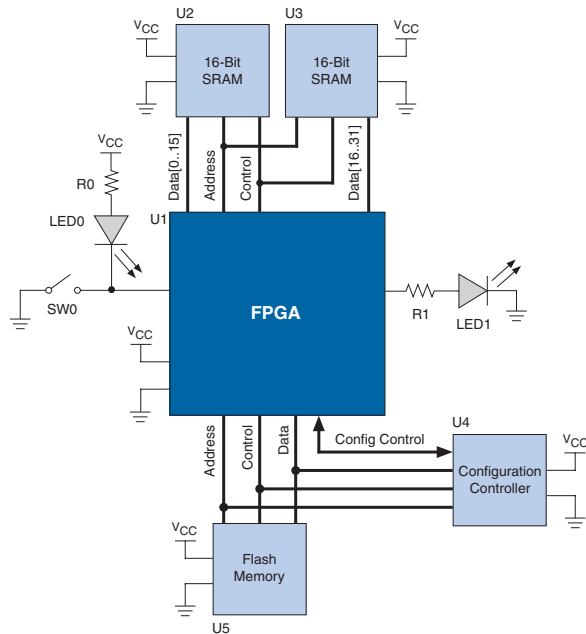 U2
U3
VCC
16-Bit
SRAM
16-Bit
SRAM
VCC
Data[0..15]
Address
Control
Data[16..31]
VCC
R0
LED0
U1
SW0
FPGA
R1
LED1
VCC
Address
Control
Data
Config Control
U4
Configuration
Controller
VCC
VCC
Flash
Memory
U5